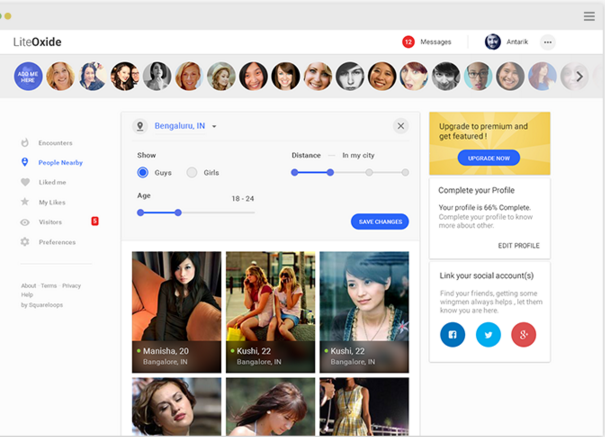 LiteOxide
12 Messages
Antarik
ADD ME
HERE
Encounters
People Nearby
Liked me
My Likes
Visitors 5
Preferences
About · Terms · Privacy
Help
by Squareloops
Bengaluru, IN
Show
Guys
Girls
Distance — In my city
Age
18 - 24
SAVE CHANGES
Manisha, 20
Bangalore, IN
Kushi, 22
Bangalore, IN
Kushi, 22
Bangalore, IN
Upgrade to premium and
get featured !
UPGRADE NOW
Complete your Profile
Your profile is 66% Complete.
Complete your profile to know
more about other.
EDIT PROFILE
Link your social account(s)
Find your friends, getting some
wingmen always helps , let them
know you are here.